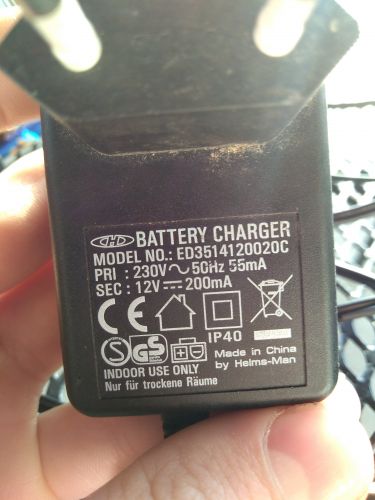 BATTERY CHARGER
MODEL NO.: ED3514120020C
PRI : 230V ~ 50Hz 55mA
SEC : 12V ⎓ 200mA
CE
IP40
S GS
Made in China
by Helms-Man
INDOOR USE ONLY
Nur für trockene Räume